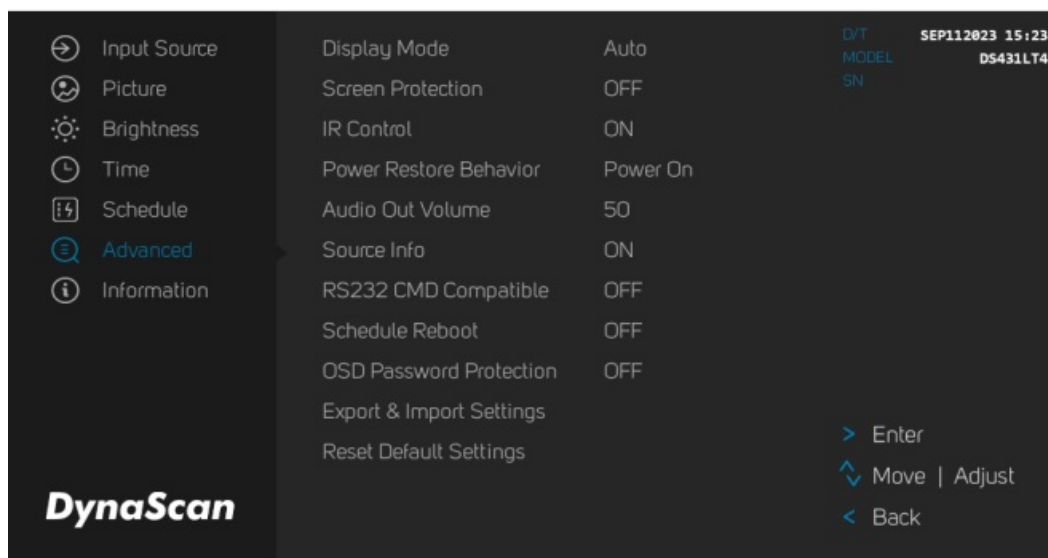 Input Source
Picture
Brightness
Time
Schedule
Advanced
Information
DynaScan
Display Mode Auto
Screen Protection OFF
IR Control ON
Power Restore Behavior Power On
Audio Out Volume 50
Source Info ON
RS232 CMD Compatible OFF
Schedule Reboot OFF
OSD Password Protection OFF
Export & Import Settings
Reset Default Settings
D/T SEP112023 15:23
MODEL DS431LT4
SN
> Enter
Move | Adjust
< Back